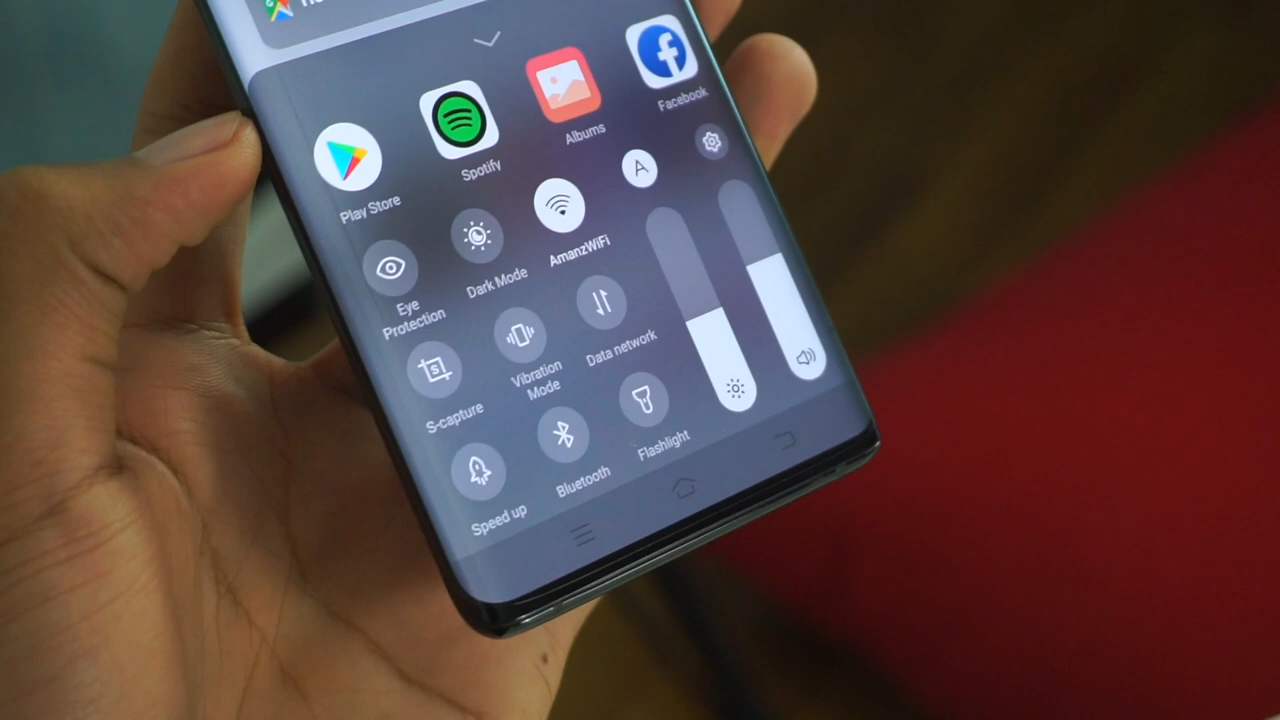 Play Store
Spotify
Albums
Facebook
Eye
Protection
Dark Mode
AmanzWiFi
A
S-capture
Vibration
Mode
Data network
Speed up
Bluetooth
Flashlight